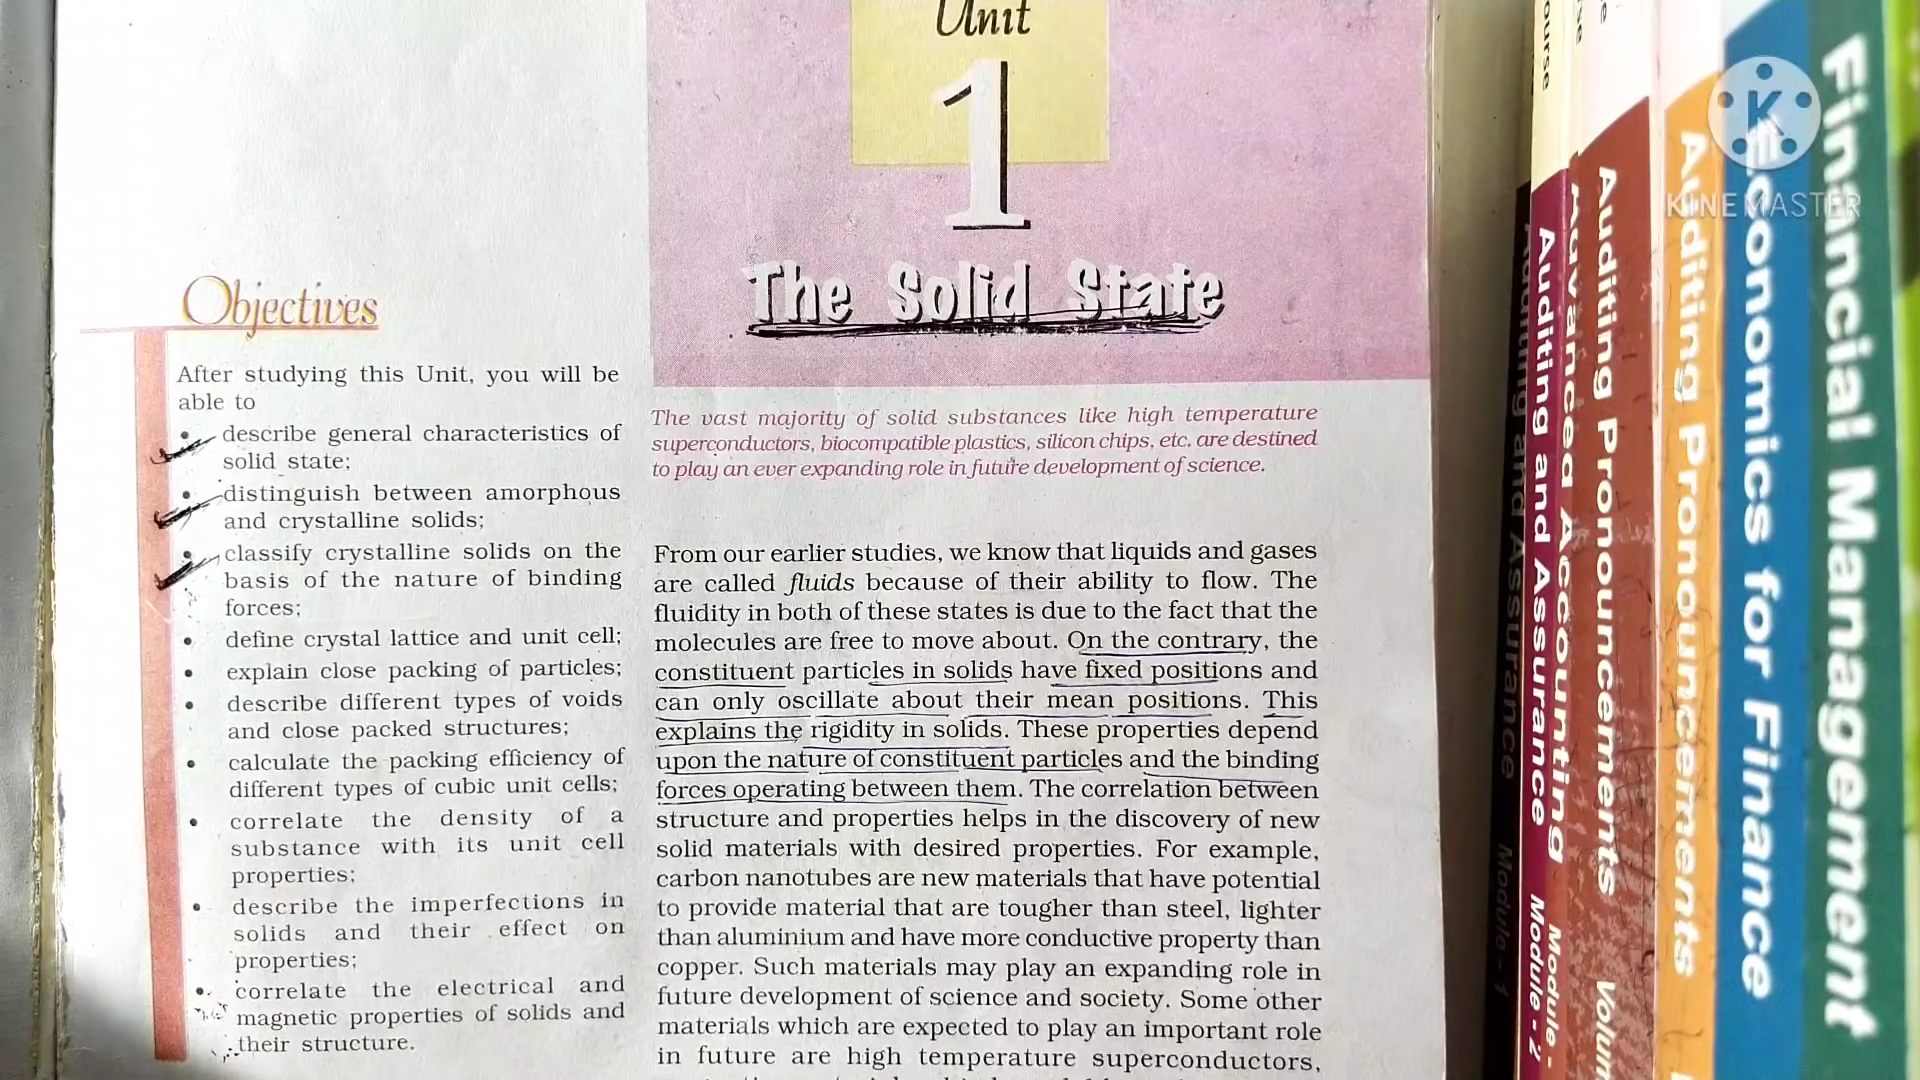 Unit
1
The Solid State
Objectives
After studying this Unit, you will be
able to
• describe general characteristics of
solid state;
• distinguish between amorphous
and crystalline solids;
• classify crystalline solids on the
basis of the nature of binding
forces;
• define crystal lattice and unit cell;
• explain close packing of particles;
• describe different types of voids
and close packed structures;
• calculate the packing efficiency of
different types of cubic unit cells;
• correlate the density of a
substance with its unit cell
properties;
• describe the imperfections in
solids and their effect on
properties;
• correlate the electrical and
magnetic properties of solids and
their structure.
The vast majority of solid substances like high temperature
superconductors, biocompatible plastics, silicon chips, etc. are destined
to play an ever expanding role in future development of science.
From our earlier studies, we know that liquids and gases
are called fluids because of their ability to flow. The
fluidity in both of these states is due to the fact that the
molecules are free to move about. On the contrary, the
constituent particles in solids have fixed positions and
can only oscillate about their mean positions. This
explains the rigidity in solids. These properties depend
upon the nature of constituent particles and the binding
forces operating between them. The correlation between
structure and properties helps in the discovery of new
solid materials with desired properties. For example,
carbon nanotubes are new materials that have potential
to provide material that are tougher than steel, lighter
than aluminium and have more conductive property than
copper. Such materials may play an expanding role in
future development of science and society. Some other
materials which are expected to play an important role
in future are high temperature superconductors,
Auditing and Assurance Module - 1
Auditing and Assurance Module - 2
Advanced Accounting Module -
Auditing Pronouncements
Auditing Pronouncements
Economics for Finance
Financial Management
K
KINEMASTER